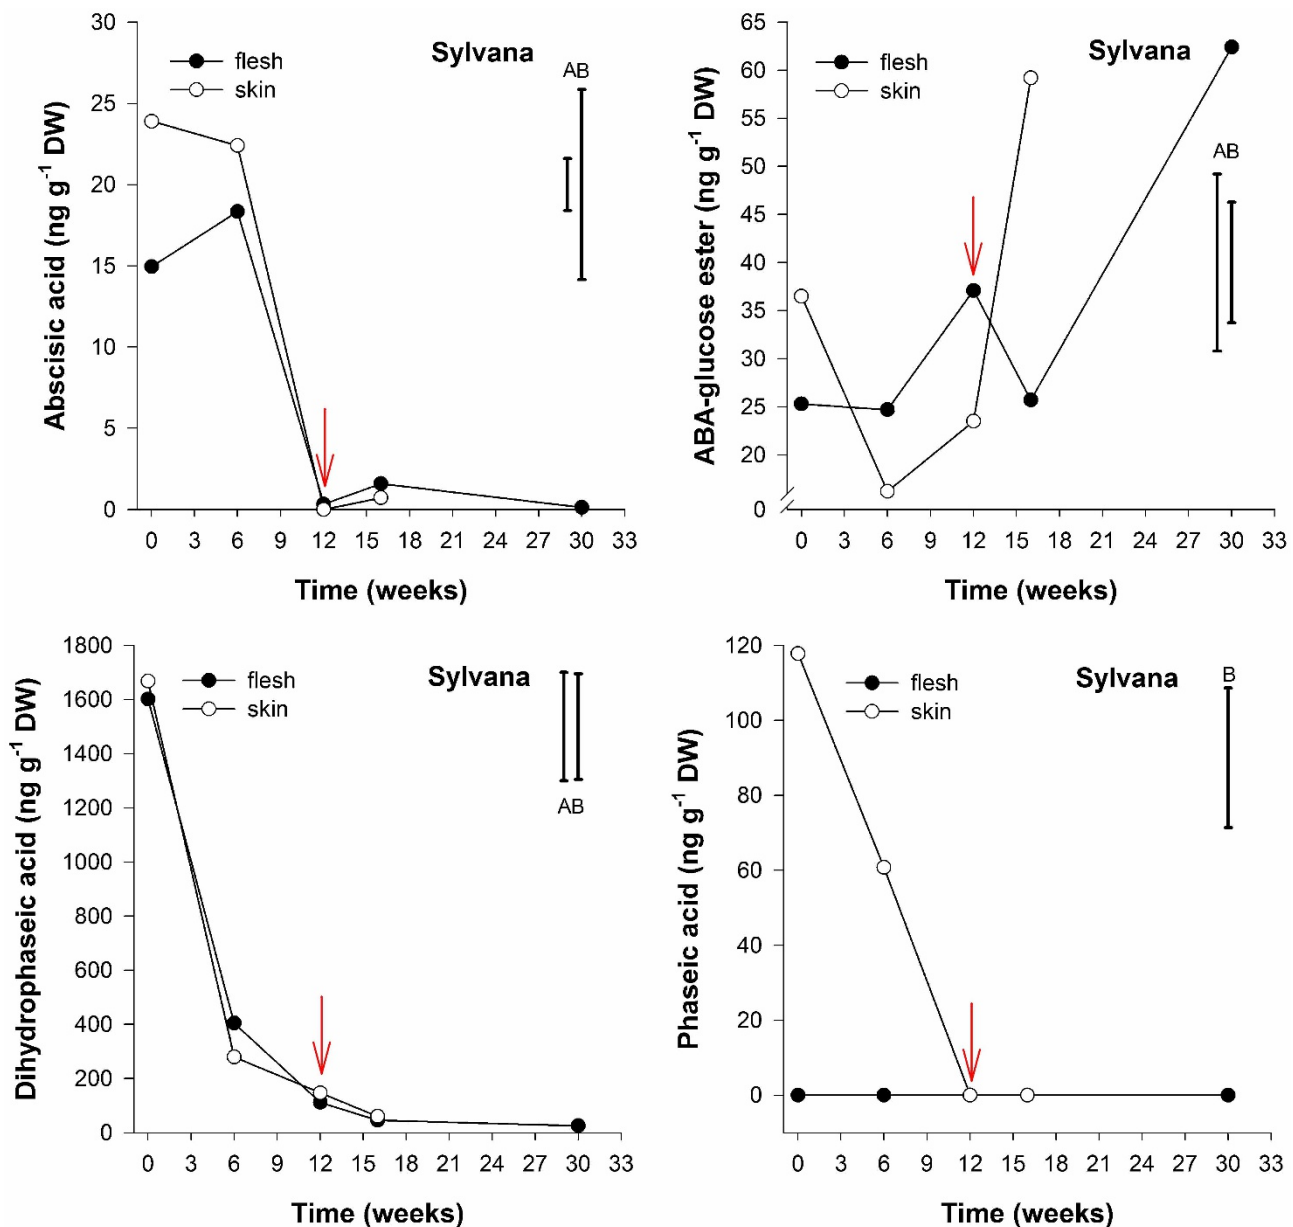 Abscisic acid (ng g⁻¹ DW)
30
25
20
15
10
5
0
flesh
skin
Sylvana
AB
0 3 6 9 12 15 18 21 24 27 30 33
Time (weeks)
ABA-glucose ester (ng g⁻¹ DW)
65
60
55
50
45
40
35
30
25
20
0
flesh
skin
Sylvana
AB
0 3 6 9 12 15 18 21 24 27 30 33
Time (weeks)
Dihydrophaseic acid (ng g⁻¹ DW)
1800
1600
1400
1200
1000
800
600
400
200
0
flesh
skin
Sylvana
AB
0 3 6 9 12 15 18 21 24 27 30 33
Time (weeks)
Phaseic acid (ng g⁻¹ DW)
120
100
80
60
40
20
0
flesh
skin
Sylvana
B
0 3 6 9 12 15 18 21 24 27 30 33
Time (weeks)